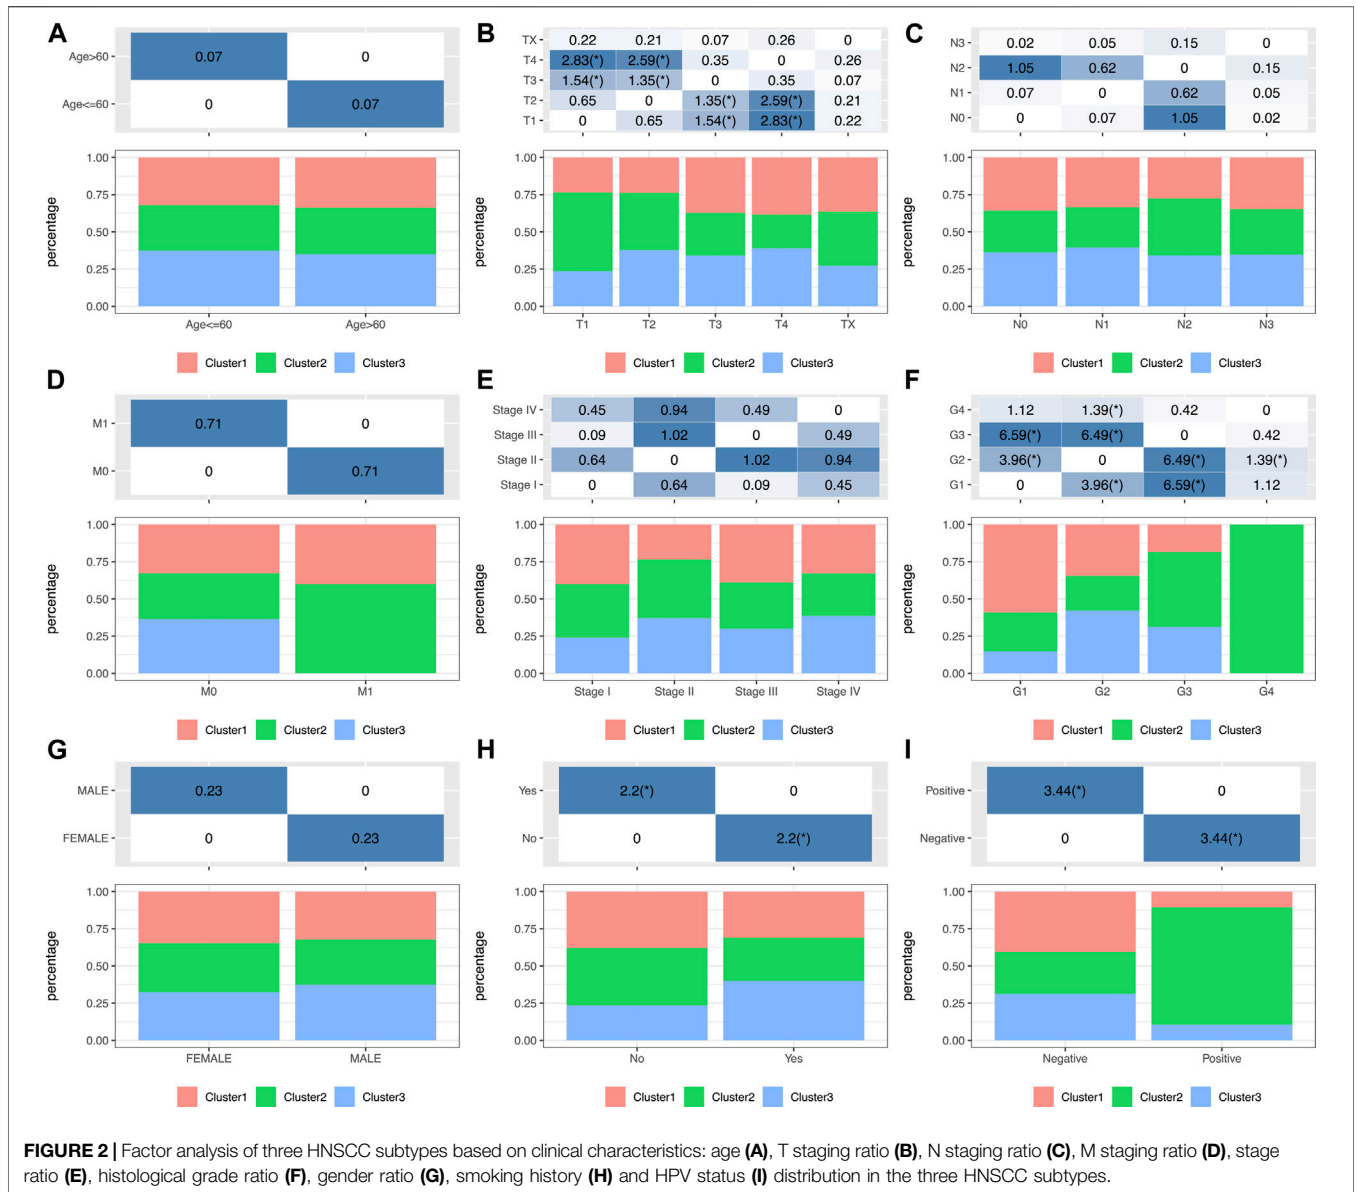 A
Age>60 0.07 0
Age<=60 0 0.07
1.00
0.75
0.50
0.25
0.00
percentage
Age<=60 Age>60
Cluster1 Cluster2 Cluster3
B
TX 0.22 0.21 0.07 0.26 0
T4 2.83(*) 2.59(*) 0.35 0 0.26
T3 1.54(*) 1.35(*) 0 0.35 0.07
T2 0.65 0 1.35(*) 2.59(*) 0.21
T1 0 0.65 1.54(*) 2.83(*) 0.22
1.00
0.75
0.50
0.25
0.00
percentage
T1 T2 T3 T4 TX
Cluster1 Cluster2 Cluster3
C
N3 0.02 0.05 0.15 0
N2 1.05 0.62 0 0.15
N1 0.07 0 0.62 0.05
N0 0 0.07 1.05 0.02
1.00
0.75
0.50
0.25
0.00
percentage
N0 N1 N2 N3
Cluster1 Cluster2 Cluster3
D
M1 0.71 0
M0 0 0.71
1.00
0.75
0.50
0.25
0.00
percentage
M0 M1
Cluster1 Cluster2 Cluster3
E
Stage IV 0.45 0.94 0.49 0
Stage III 0.09 1.02 0 0.49
Stage II 0.64 0 1.02 0.94
Stage I 0 0.64 0.09 0.45
1.00
0.75
0.50
0.25
0.00
percentage
Stage I Stage II Stage III Stage IV
Cluster1 Cluster2 Cluster3
F
G4 1.12 1.39(*) 0.42 0
G3 6.59(*) 6.49(*) 0 0.42
G2 3.96(*) 0 6.49(*) 1.39(*)
G1 0 3.96(*) 6.59(*) 1.12
1.00
0.75
0.50
0.25
0.00
percentage
G1 G2 G3 G4
Cluster1 Cluster2 Cluster3
G
MALE 0.23 0
FEMALE 0 0.23
1.00
0.75
0.50
0.25
0.00
percentage
FEMALE MALE
Cluster1 Cluster2 Cluster3
H
Yes 2.2(*) 0
No 0 2.2(*)
1.00
0.75
0.50
0.25
0.00
percentage
No Yes
Cluster1 Cluster2 Cluster3
I
Positive 3.44(*) 0
Negative 0 3.44(*)
1.00
0.75
0.50
0.25
0.00
percentage
Negative Positive
Cluster1 Cluster2 Cluster3
FIGURE 2 | Factor analysis of three HNSCC subtypes based on clinical characteristics: age (A), T staging ratio (B), N staging ratio (C), M staging ratio (D), stage
ratio (E), histological grade ratio (F), gender ratio (G), smoking history (H) and HPV status (I) distribution in the three HNSCC subtypes.